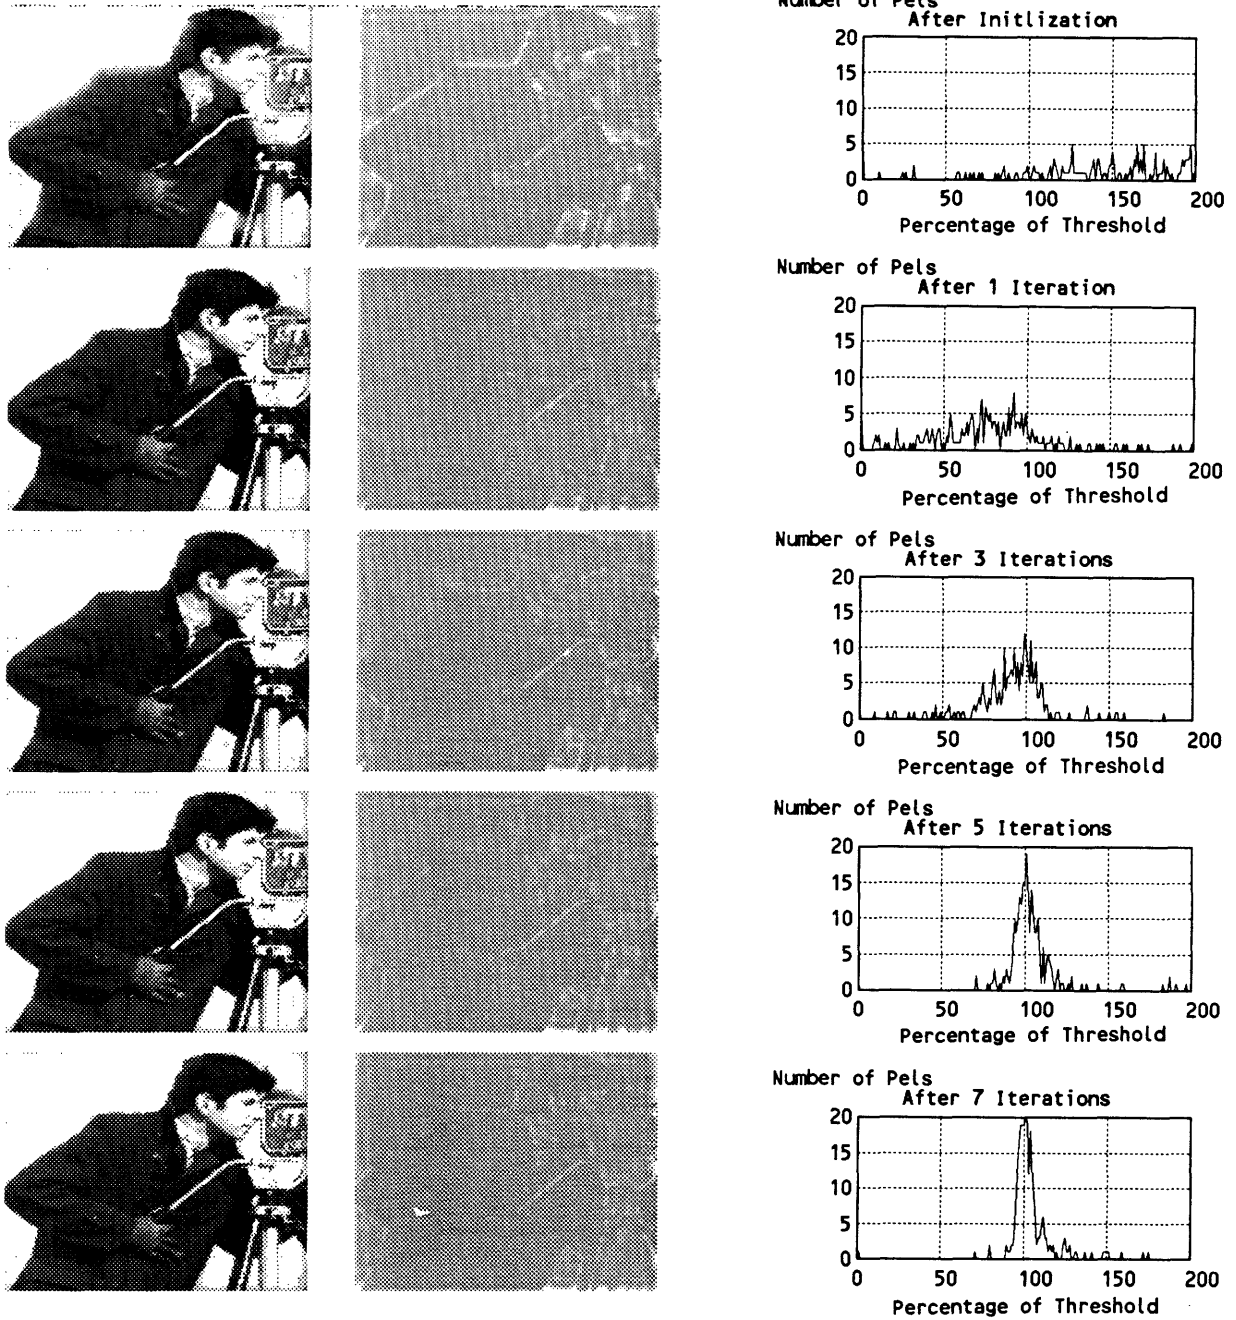 Number of Pels
After Initlization
20
15
10
5
0
0 50 100 150 200
Percentage of Threshold
Number of Pels
After 1 Iteration
20
15
10
5
0
0 50 100 150 200
Percentage of Threshold
Number of Pels
After 3 Iterations
20
15
10
5
0
0 50 100 150 200
Percentage of Threshold
Number of Pels
After 5 Iterations
20
15
10
5
0
0 50 100 150 200
Percentage of Threshold
Number of Pels
After 7 Iterations
20
15
10
5
0
0 50 100 150 200
Percentage of Threshold